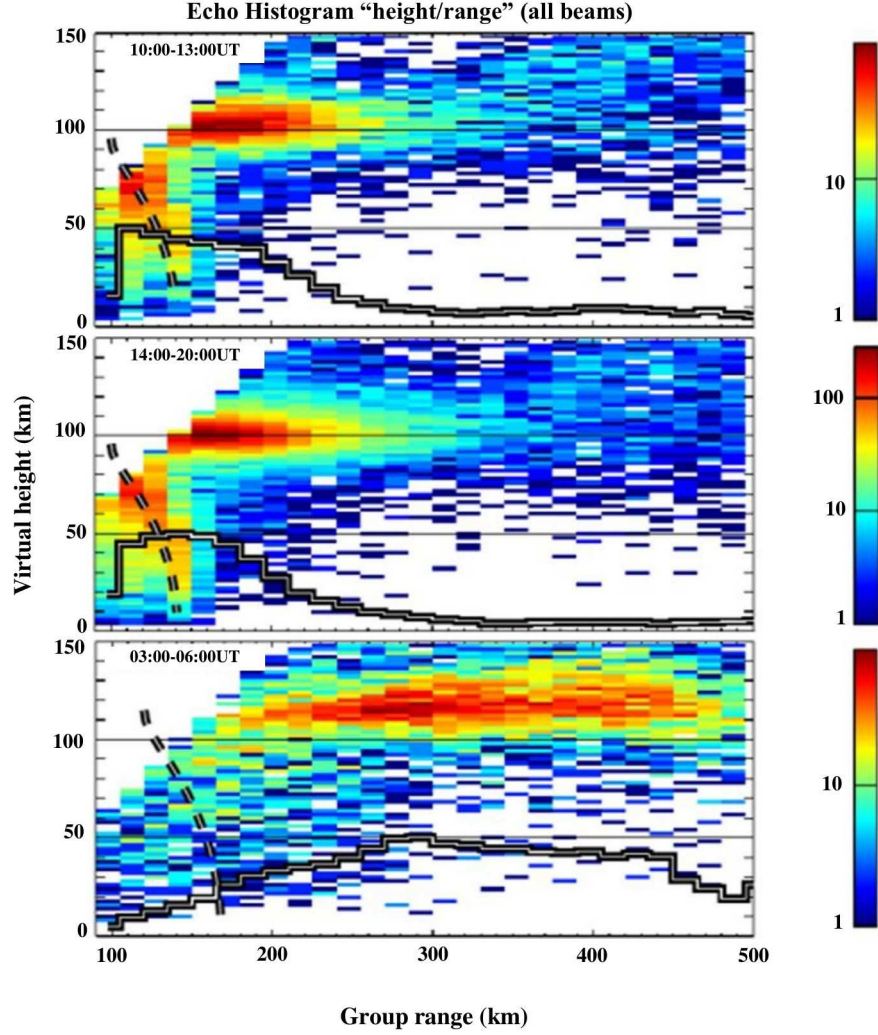 Echo Histogram “height/range” (all beams)
150
10:00-13:00UT
100
50
0
10
1
150
14:00-20:00UT
100
50
0
100
10
1
Virtual height (km)
150
03:00-06:00UT
100
50
0
10
1
100 200 300 400 500
Group range (km)